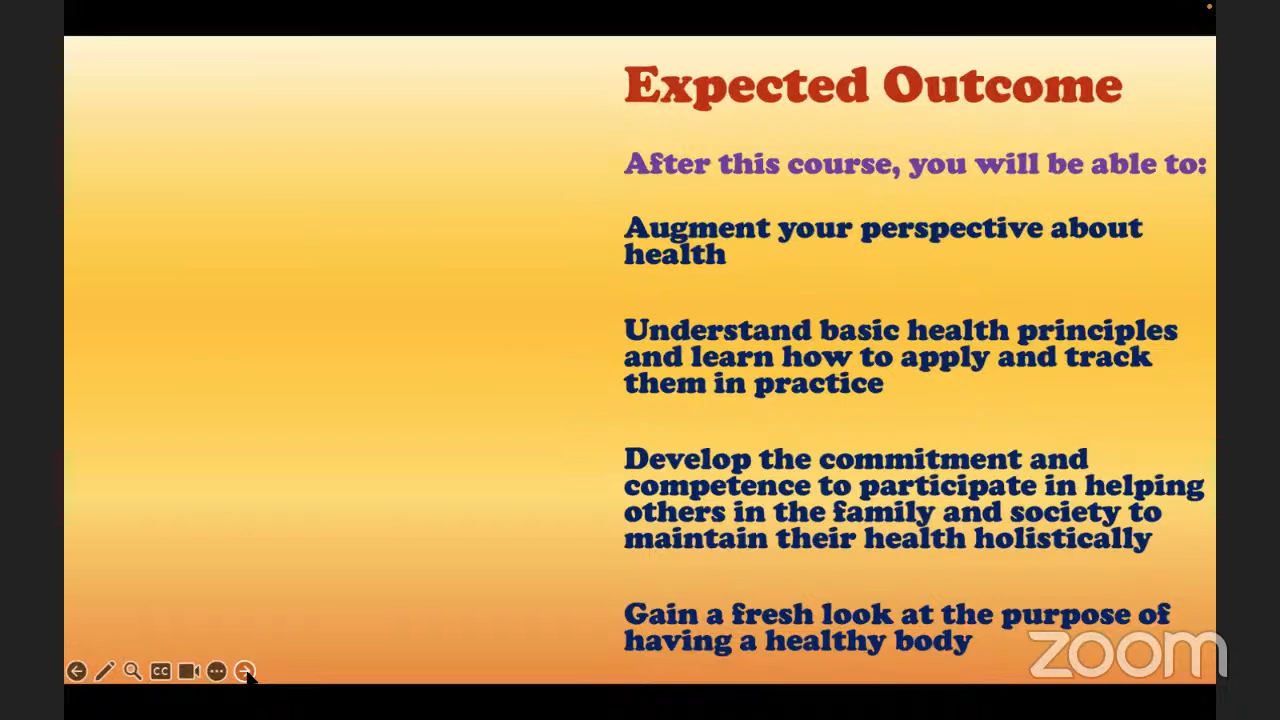 Expected Outcome
After this course, you will be able to:
Augment your perspective about
health
Understand basic health principles
and learn how to apply and track
them in practice
Develop the commitment and
competence to participate in helping
others in the family and society to
maintain their health holistically
Gain a fresh look at the purpose of
having a healthy body
zoom
CC